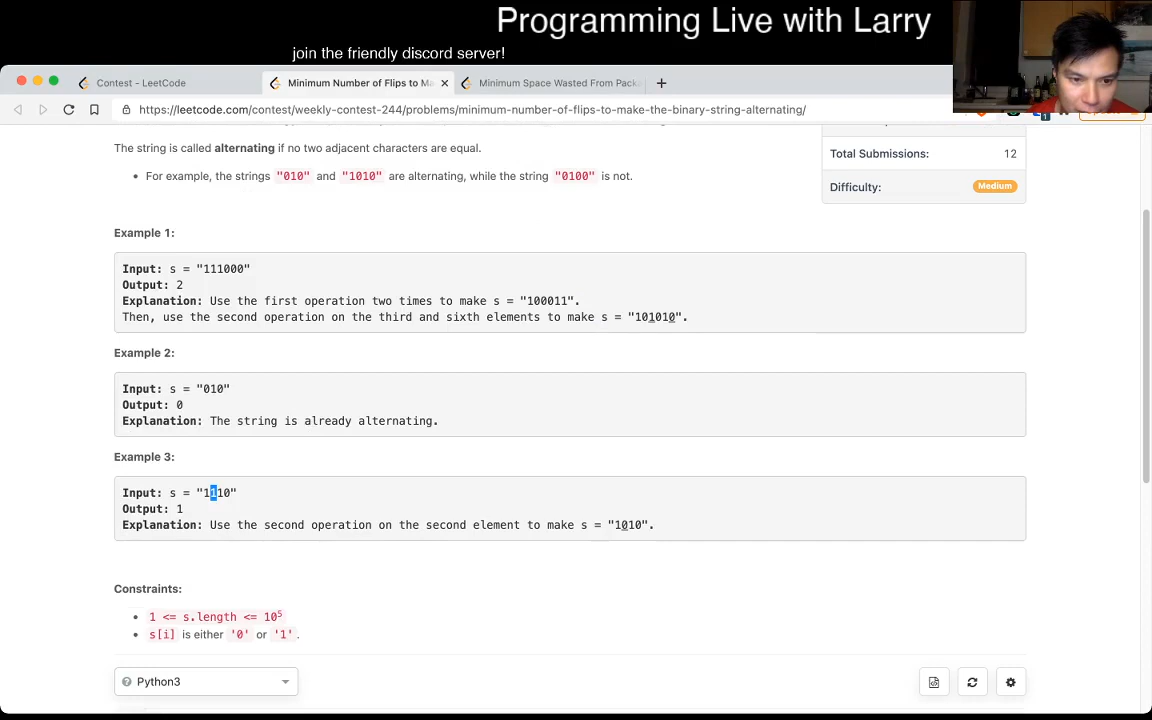 Programming Live with Larry
join the friendly discord server!
Contest - LeetCode
Minimum Number of Flips to Ma
Minimum Space Wasted From Pack
https://leetcode.com/contest/weekly-contest-244/problems/minimum-number-of-flips-to-make-the-binary-string-alternating/
The string is called alternating if no two adjacent characters are equal.
• For example, the strings "010" and "1010" are alternating, while the string "0100" is not.
Total Submissions: 12
Difficulty: Medium
Example 1:
Input: s = "111000"
Output: 2
Explanation: Use the first operation two times to make s = "100011".
Then, use the second operation on the third and sixth elements to make s = "101010".
Example 2:
Input: s = "010"
Output: 0
Explanation: The string is already alternating.
Example 3:
Input: s = "1110"
Output: 1
Explanation: Use the second operation on the second element to make s = "1010".
Constraints:
• 1 <= s.length <= 10⁵
• s[i] is either '0' or '1'.
Python3